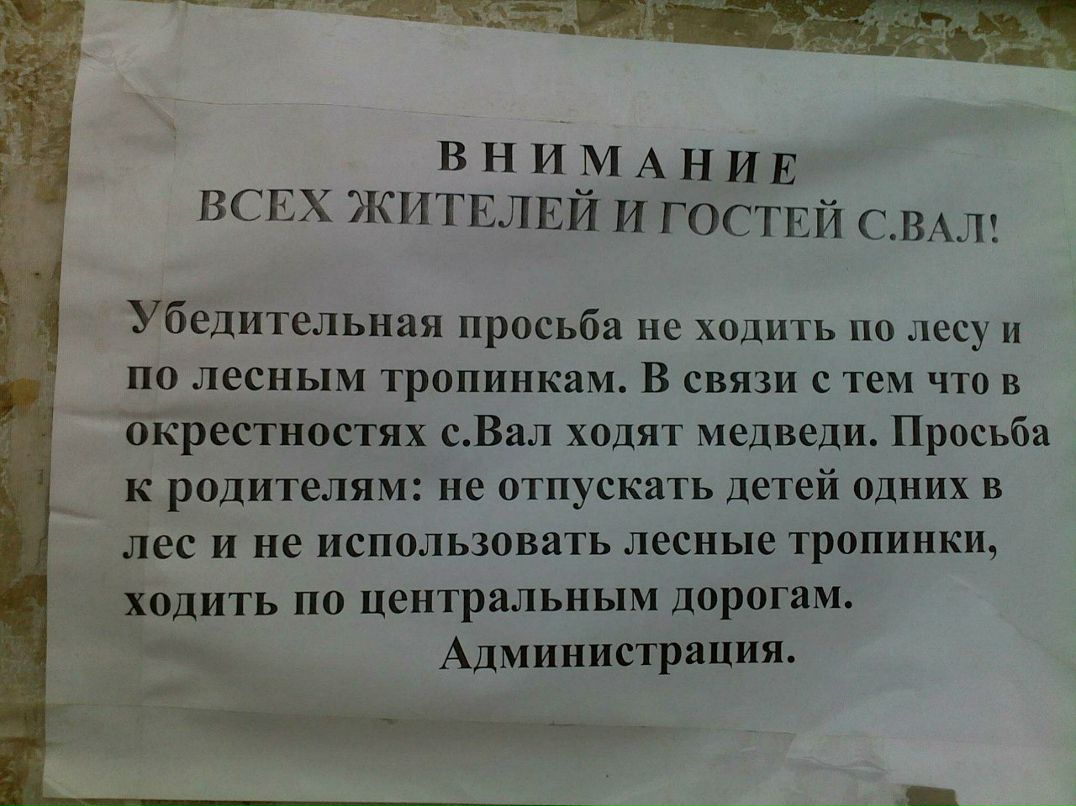 ВНИМАНИЕ
ВСЕХ ЖИТЕЛЕЙ И ГОСТЕЙ С.ВАЛ!
Убедительная просьба не ходить по лесу и
по лесным тропинкам. В связи с тем что в
окрестностях с.Вал ходят медведи. Просьба
к родителям: не отпускать детей одних в
лес и не использовать лесные тропинки,
ходить по центральным дорогам.
Администрация.